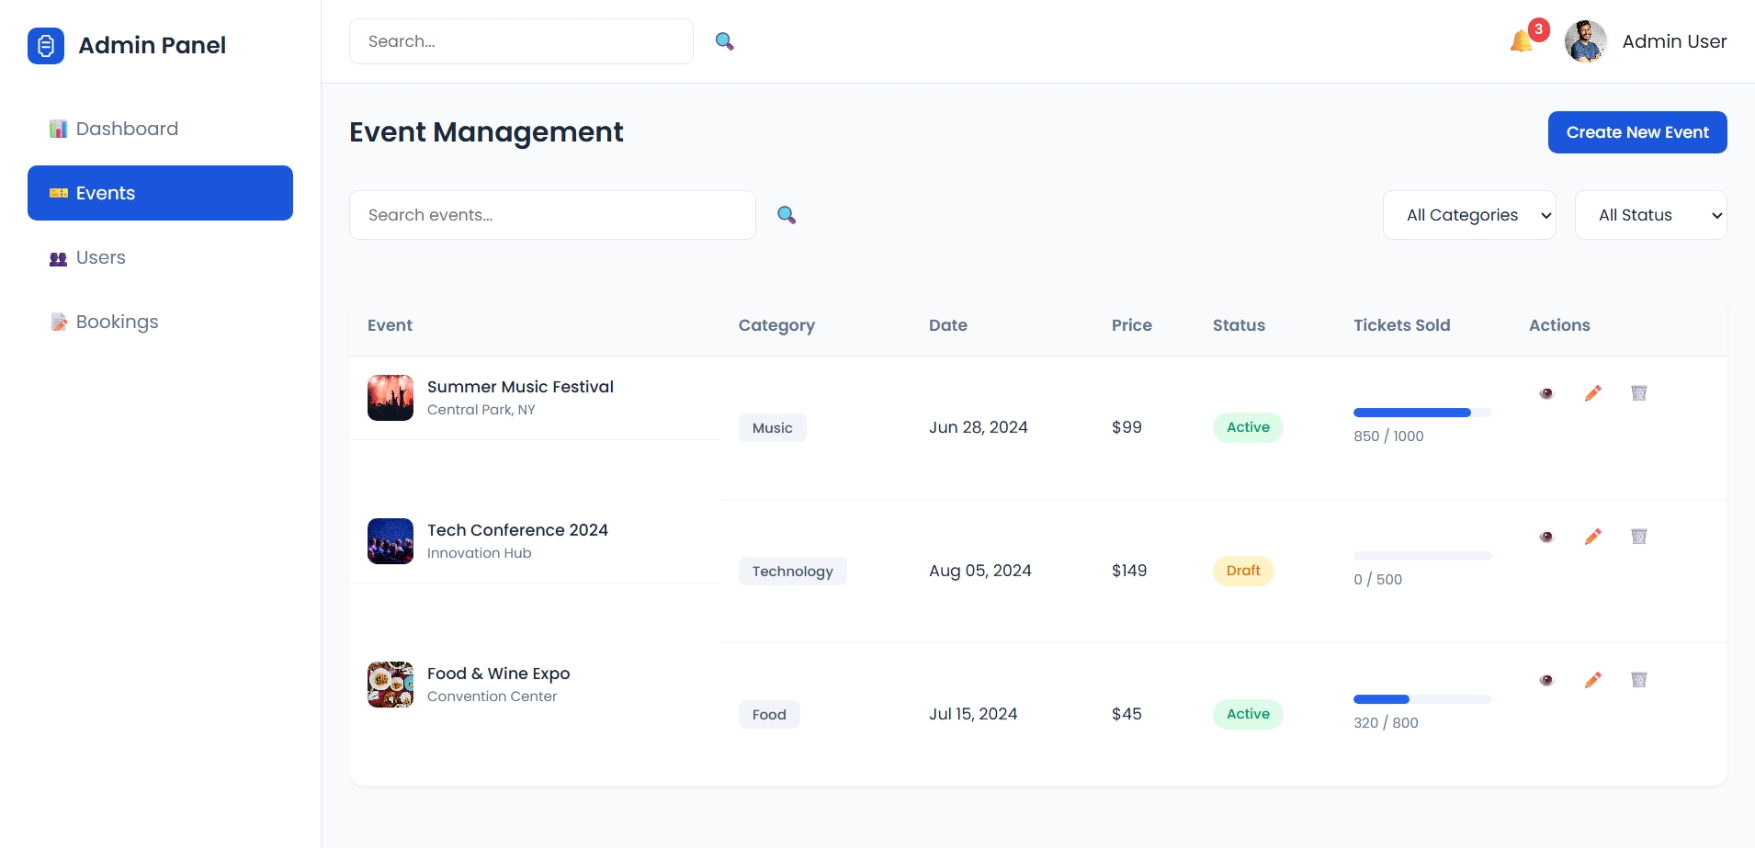 Admin Panel
Search...
3
Admin User
Dashboard
Events
Users
Bookings
Event Management
Create New Event
Search events...
All Categories
All Status
Event Category Date Price Status Tickets Sold Actions
Summer Music Festival
Central Park, NY
Music Jun 28, 2024 $99 Active
850 / 1000
Tech Conference 2024
Innovation Hub
Technology Aug 05, 2024 $149 Draft
0 / 500
Food & Wine Expo
Convention Center
Food Jul 15, 2024 $45 Active
320 / 800